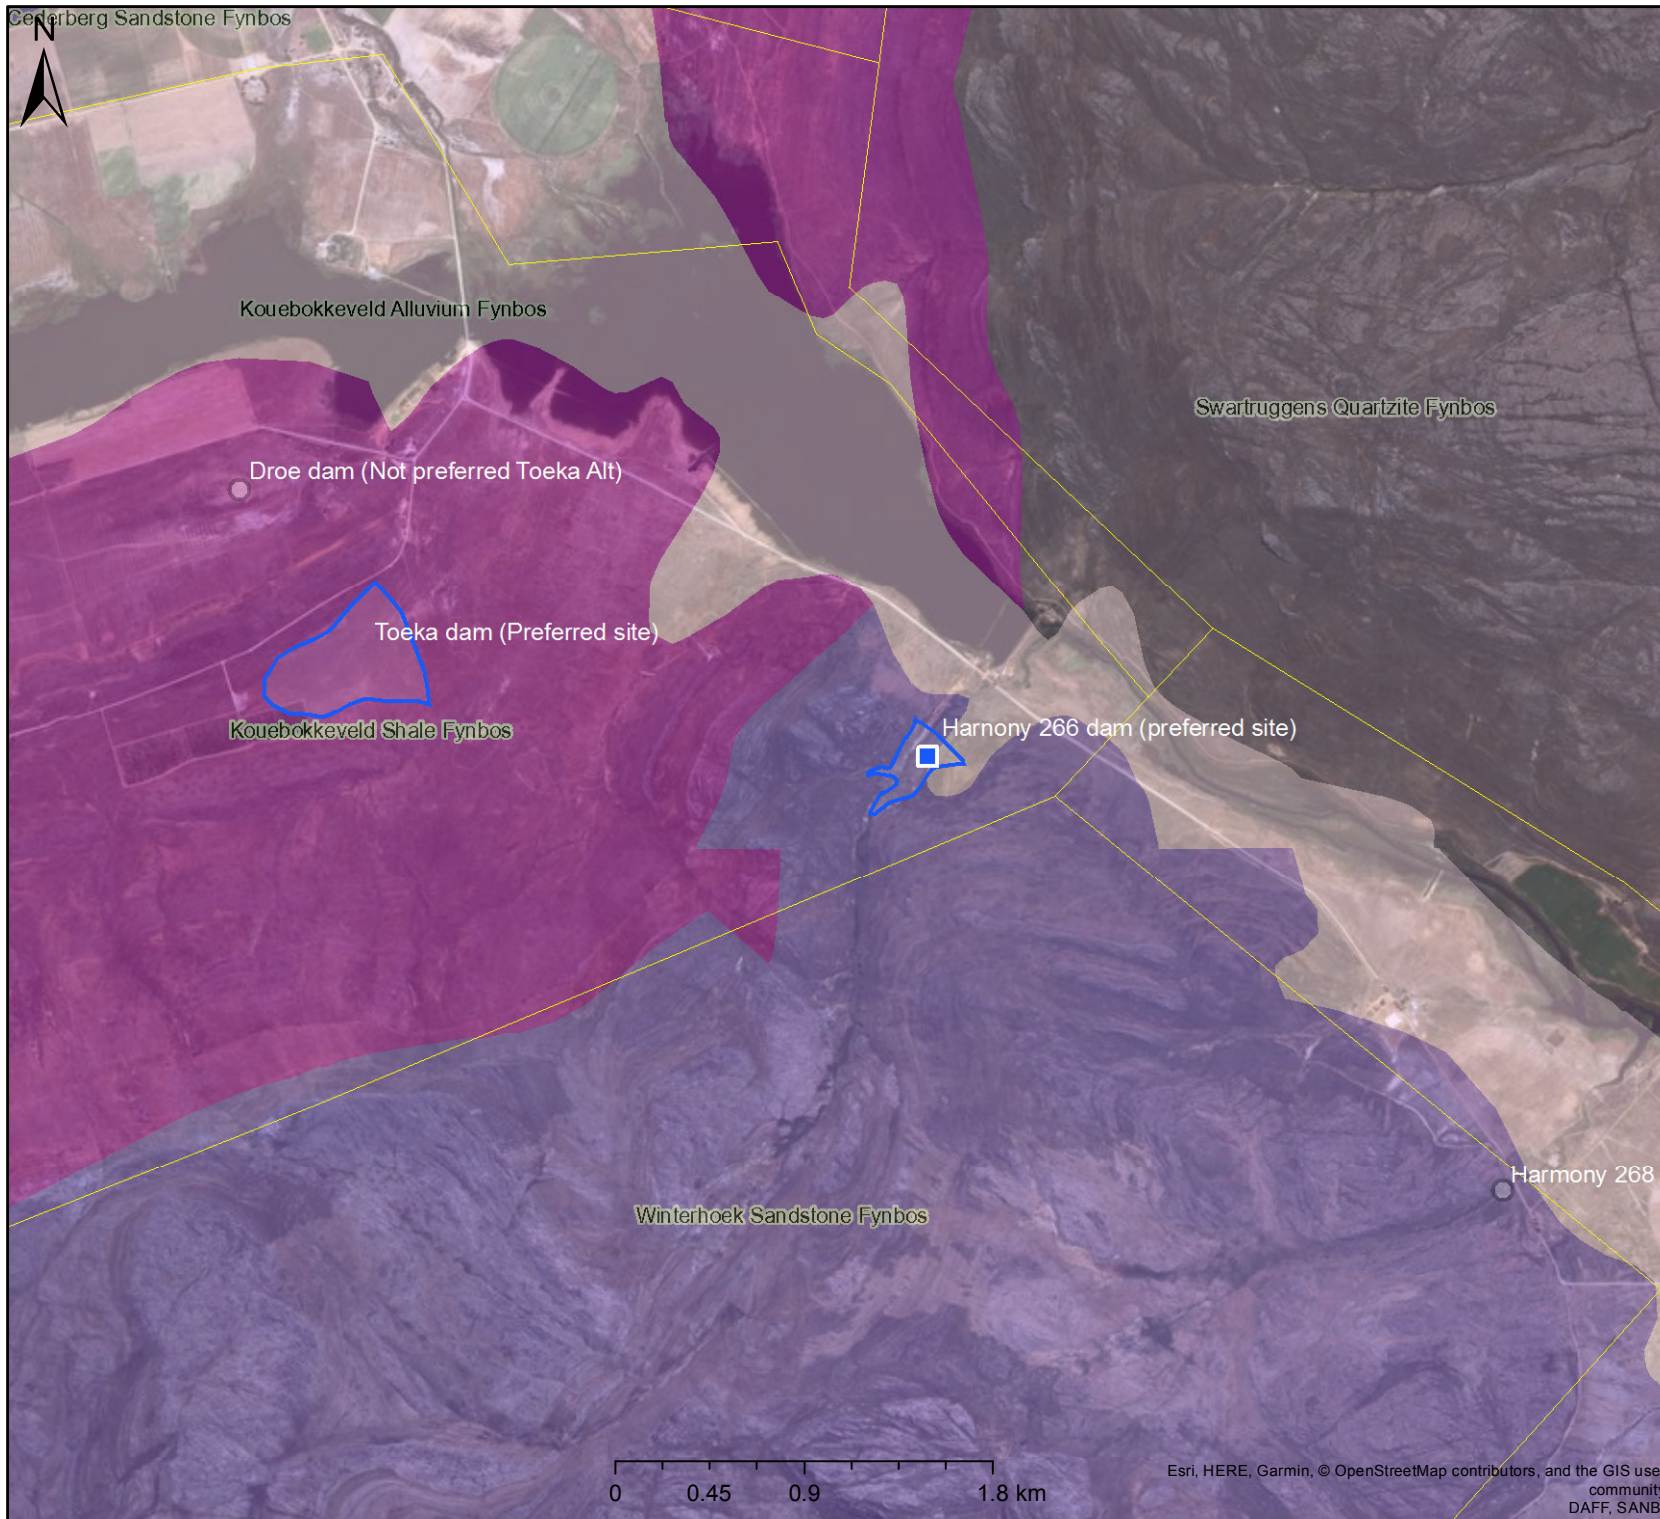 Cederberg Sandstone Fynbos
N
Kouebokkeveld Alluvium Fynbos
Swartruggens Quartzite Fynbos
Droe dam (Not preferred Toeka Alt)
Toeka dam (Preferred site)
Kouebokkeveld Shale Fynbos
Harnony 266 dam (preferred site)
Harmony 268
Winterhoek Sandstone Fynbos
0 0.45 0.9 1.8 km
Esri, HERE, Garmin, © OpenStreetMap contributors, and the GIS use
community
DAFF, SANB